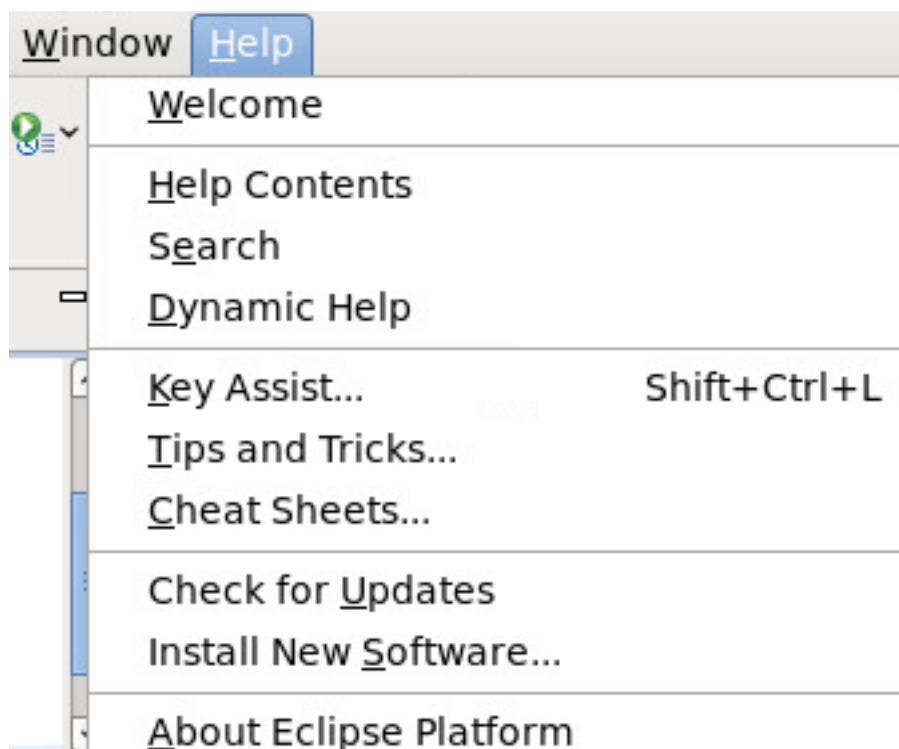 Window Help
Welcome
Help Contents
Search
Dynamic Help
Key Assist... Shift+Ctrl+L
Tips and Tricks...
Cheat Sheets...
Check for Updates
Install New Software...
About Eclipse Platform